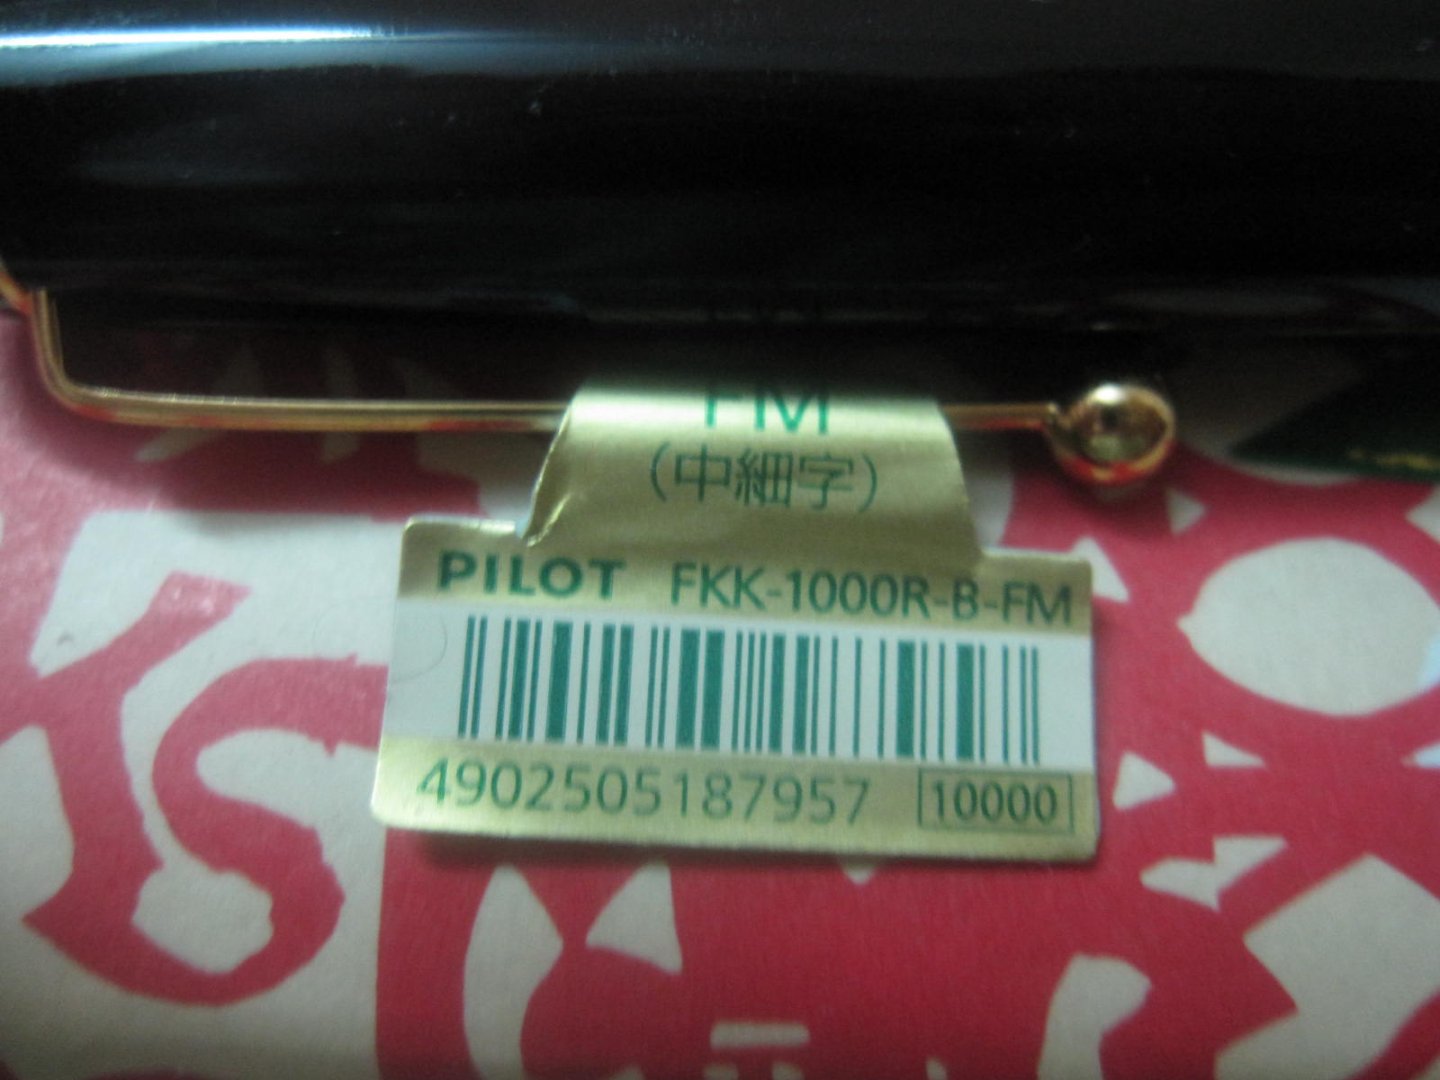 FM
(中細字)
PILOT FKK-1000R-B-FM
4902505187957 10000